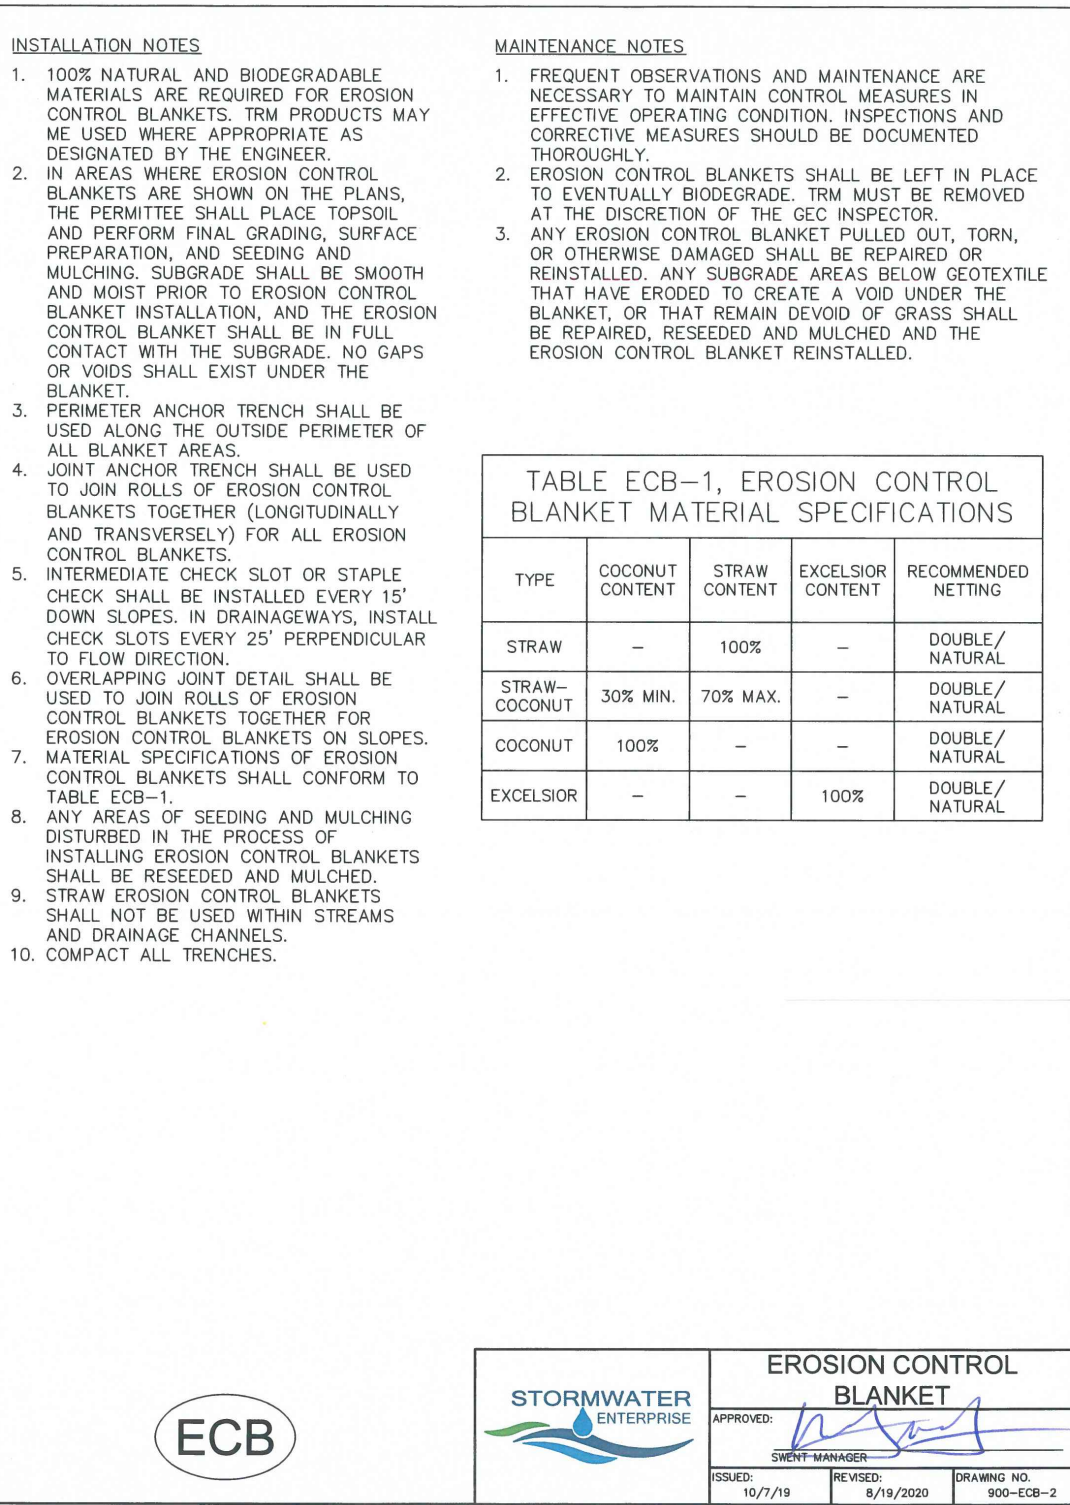 INSTALLATION NOTES
1. 100% NATURAL AND BIODEGRADABLE
MATERIALS ARE REQUIRED FOR EROSION
CONTROL BLANKETS. TRM PRODUCTS MAY
ME USED WHERE APPROPRIATE AS
DESIGNATED BY THE ENGINEER.
2. IN AREAS WHERE EROSION CONTROL
BLANKETS ARE SHOWN ON THE PLANS,
THE PERMITTEE SHALL PLACE TOPSOIL
AND PERFORM FINAL GRADING, SURFACE
PREPARATION, AND SEEDING AND
MULCHING. SUBGRADE SHALL BE SMOOTH
AND MOIST PRIOR TO EROSION CONTROL
BLANKET INSTALLATION, AND THE EROSION
CONTROL BLANKET SHALL BE IN FULL
CONTACT WITH THE SUBGRADE. NO GAPS
OR VOIDS SHALL EXIST UNDER THE
BLANKET.
3. PERIMETER ANCHOR TRENCH SHALL BE
USED ALONG THE OUTSIDE PERIMETER OF
ALL BLANKET AREAS.
4. JOINT ANCHOR TRENCH SHALL BE USED
TO JOIN ROLLS OF EROSION CONTROL
BLANKETS TOGETHER (LONGITUDINALLY
AND TRANSVERSELY) FOR ALL EROSION
CONTROL BLANKETS.
5. INTERMEDIATE CHECK SLOT OR STAPLE
CHECK SHALL BE INSTALLED EVERY 15'
DOWN SLOPES. IN DRAINAGEWAYS, INSTALL
CHECK SLOTS EVERY 25' PERPENDICULAR
TO FLOW DIRECTION.
6. OVERLAPPING JOINT DETAIL SHALL BE
USED TO JOIN ROLLS OF EROSION
CONTROL BLANKETS TOGETHER FOR
EROSION CONTROL BLANKETS ON SLOPES.
7. MATERIAL SPECIFICATIONS OF EROSION
CONTROL BLANKETS SHALL CONFORM TO
TABLE ECB-1.
8. ANY AREAS OF SEEDING AND MULCHING
DISTURBED IN THE PROCESS OF
INSTALLING EROSION CONTROL BLANKETS
SHALL BE RESEEDED AND MULCHED.
9. STRAW EROSION CONTROL BLANKETS
SHALL NOT BE USED WITHIN STREAMS
AND DRAINAGE CHANNELS.
10. COMPACT ALL TRENCHES.
MAINTENANCE NOTES
1. FREQUENT OBSERVATIONS AND MAINTENANCE ARE
NECESSARY TO MAINTAIN CONTROL MEASURES IN
EFFECTIVE OPERATING CONDITION. INSPECTIONS AND
CORRECTIVE MEASURES SHOULD BE DOCUMENTED
THOROUGHLY.
2. EROSION CONTROL BLANKETS SHALL BE LEFT IN PLACE
TO EVENTUALLY BIODEGRADE. TRM MUST BE REMOVED
AT THE DISCRETION OF THE GEC INSPECTOR.
3. ANY EROSION CONTROL BLANKET PULLED OUT, TORN,
OR OTHERWISE DAMAGED SHALL BE REPAIRED OR
REINSTALLED. ANY SUBGRADE AREAS BELOW GEOTEXTILE
THAT HAVE ERODED TO CREATE A VOID UNDER THE
BLANKET, OR THAT REMAIN DEVOID OF GRASS SHALL
BE REPAIRED, RESEEDED AND MULCHED AND THE
EROSION CONTROL BLANKET REINSTALLED.
TABLE ECB-1, EROSION CONTROL
BLANKET MATERIAL SPECIFICATIONS
TYPE COCONUT CONTENT STRAW CONTENT EXCELSIOR CONTENT RECOMMENDED NETTING
STRAW – 100% – DOUBLE/ NATURAL
STRAW-COCONUT 30% MIN. 70% MAX. – DOUBLE/ NATURAL
COCONUT 100% – – DOUBLE/ NATURAL
EXCELSIOR – – 100% DOUBLE/ NATURAL
ECB
STORMWATER
ENTERPRISE
EROSION CONTROL
BLANKET
APPROVED:
SWENT MANAGER
ISSUED: 10/7/19
REVISED: 8/19/2020
DRAWING NO. 900-ECB-2